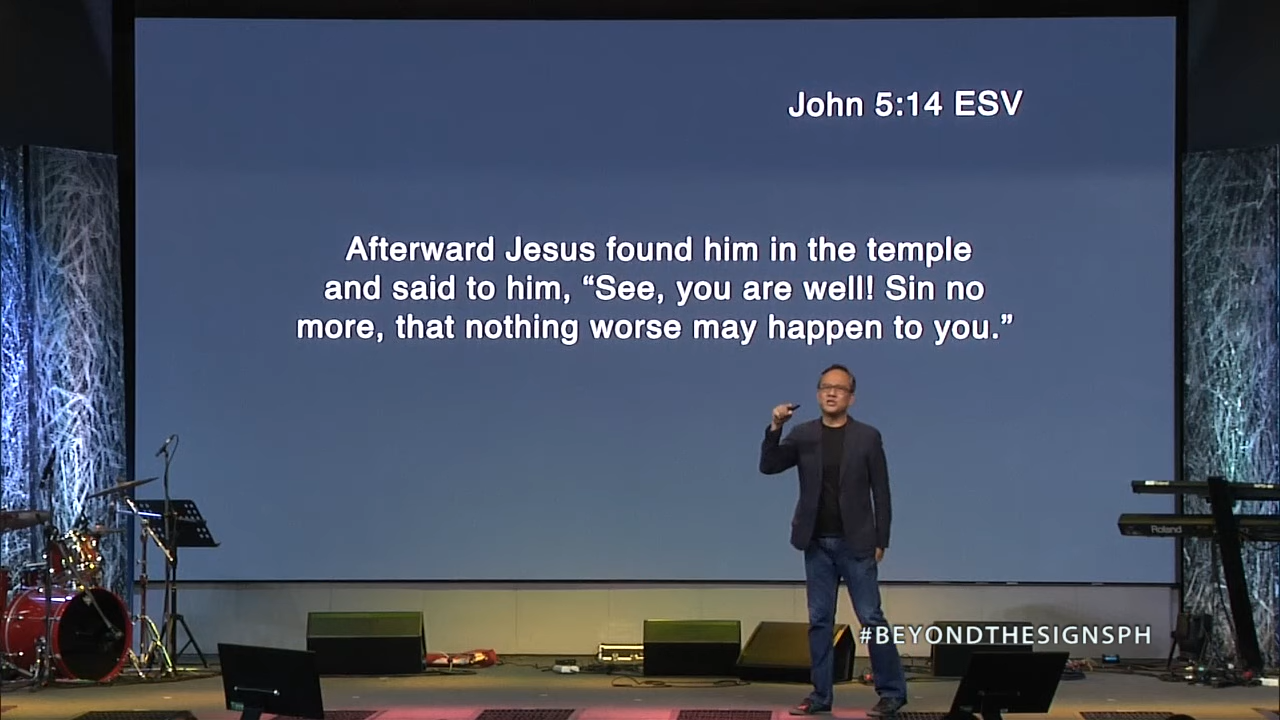 John 5:14 ESV
Afterward Jesus found him in the temple
and said to him, “See, you are well! Sin no
more, that nothing worse may happen to you.”
Roland
#BEYONDTHESIGNSPH